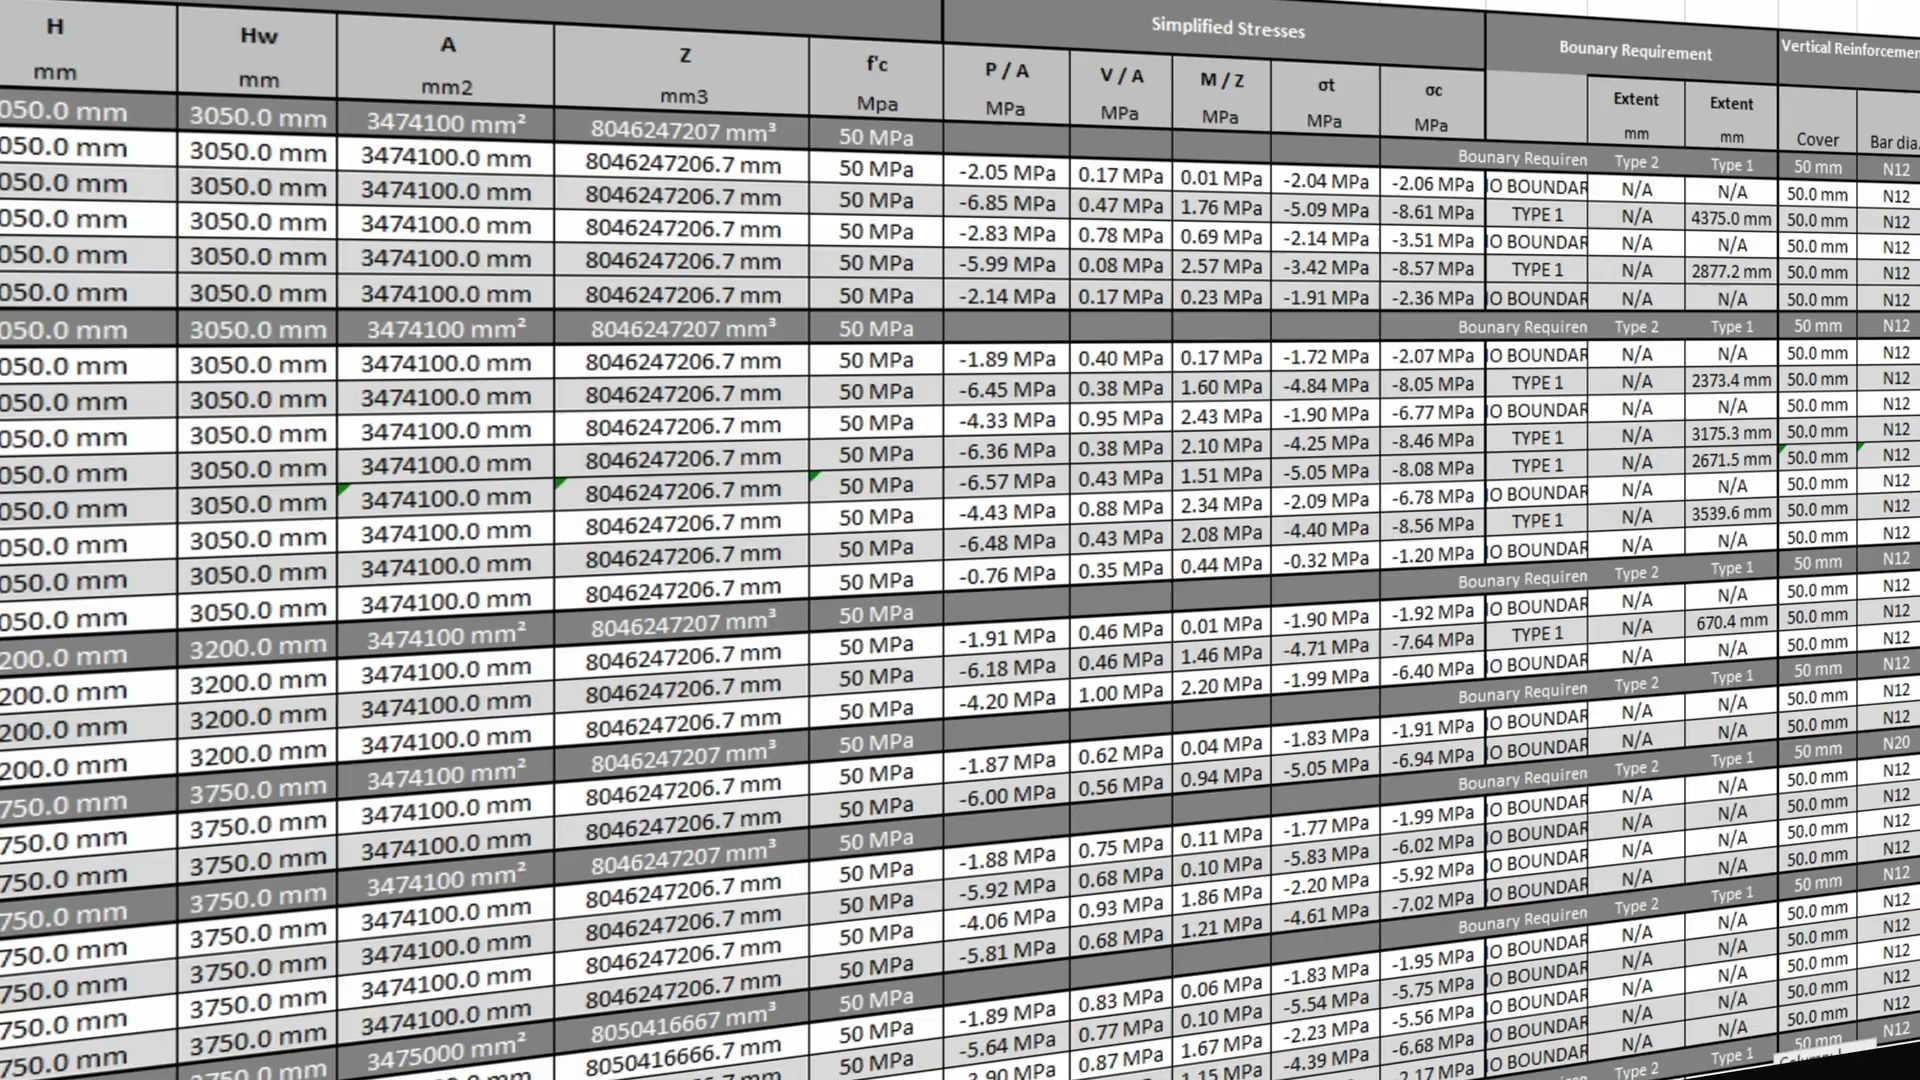 Simplified Stresses Bounary Requirement Vertical Reinforcemen
H Hw A Z f'c P / A V / A M / Z σt σc Extent Extent
mm mm mm2 mm3 Mpa MPa MPa MPa MPa MPa mm mm Cover Bar dia.
050.0 mm 3050.0 mm 3474100 mm² 8046247207 mm³ 50 MPa Bounary Requiren Type 2 Type 1 50 mm N12
050.0 mm 3050.0 mm 3474100.0 mm 8046247206.7 mm 50 MPa -2.05 MPa 0.17 MPa 0.01 MPa -2.04 MPa -2.06 MPa IO BOUNDAR N/A N/A 50.0 mm N12
050.0 mm 3050.0 mm 3474100.0 mm 8046247206.7 mm 50 MPa -6.85 MPa 0.47 MPa 1.76 MPa -5.09 MPa -8.61 MPa TYPE 1 N/A 4375.0 mm 50.0 mm N12
050.0 mm 3050.0 mm 3474100.0 mm 8046247206.7 mm 50 MPa -2.83 MPa 0.78 MPa 0.69 MPa -2.14 MPa -3.51 MPa IO BOUNDAR N/A N/A 50.0 mm N12
050.0 mm 3050.0 mm 3474100.0 mm 8046247206.7 mm 50 MPa -5.99 MPa 0.08 MPa 2.57 MPa -3.42 MPa -8.57 MPa TYPE 1 N/A 2877.2 mm 50.0 mm N12
050.0 mm 3050.0 mm 3474100.0 mm 8046247206.7 mm 50 MPa -2.14 MPa 0.17 MPa 0.23 MPa -1.91 MPa -2.36 MPa IO BOUNDAR N/A N/A 50.0 mm N12
050.0 mm 3050.0 mm 3474100 mm² 8046247207 mm³ 50 MPa Bounary Requiren Type 2 Type 1 50 mm N12
050.0 mm 3050.0 mm 3474100.0 mm 8046247206.7 mm 50 MPa -1.89 MPa 0.40 MPa 0.17 MPa -1.72 MPa -2.07 MPa IO BOUNDAR N/A N/A 50.0 mm N12
050.0 mm 3050.0 mm 3474100.0 mm 8046247206.7 mm 50 MPa -6.45 MPa 0.38 MPa 1.60 MPa -4.84 MPa -8.05 MPa TYPE 1 N/A 2373.4 mm 50.0 mm N12
050.0 mm 3050.0 mm 3474100.0 mm 8046247206.7 mm 50 MPa -4.33 MPa 0.95 MPa 2.43 MPa -1.90 MPa -6.77 MPa IO BOUNDAR N/A N/A 50.0 mm N12
050.0 mm 3050.0 mm 3474100.0 mm 8046247206.7 mm 50 MPa -6.36 MPa 0.38 MPa 2.10 MPa -4.25 MPa -8.46 MPa TYPE 1 N/A 3175.3 mm 50.0 mm N12
050.0 mm 3050.0 mm 3474100.0 mm 8046247206.7 mm 50 MPa -6.57 MPa 0.43 MPa 1.51 MPa -5.05 MPa -8.08 MPa TYPE 1 N/A 2671.5 mm 50.0 mm N12
050.0 mm 3050.0 mm 3474100.0 mm 8046247206.7 mm 50 MPa -4.43 MPa 0.88 MPa 2.34 MPa -2.09 MPa -6.78 MPa IO BOUNDAR N/A N/A 50.0 mm N12
050.0 mm 3050.0 mm 3474100.0 mm 8046247206.7 mm 50 MPa -6.48 MPa 0.43 MPa 2.08 MPa -4.40 MPa -8.56 MPa TYPE 1 N/A 3539.6 mm 50.0 mm N12
050.0 mm 3050.0 mm 3474100.0 mm 8046247206.7 mm 50 MPa -0.76 MPa 0.35 MPa 0.44 MPa -0.32 MPa -1.20 MPa IO BOUNDAR N/A N/A 50.0 mm N12
200.0 mm 3200.0 mm 3474100 mm² 8046247207 mm³ 50 MPa Bounary Requiren Type 2 Type 1 50 mm N12
200.0 mm 3200.0 mm 3474100.0 mm 8046247206.7 mm 50 MPa -1.91 MPa 0.46 MPa 0.01 MPa -1.90 MPa -1.92 MPa IO BOUNDAR N/A N/A 50.0 mm N12
200.0 mm 3200.0 mm 3474100.0 mm 8046247206.7 mm 50 MPa -6.18 MPa 0.46 MPa 1.46 MPa -4.71 MPa -7.64 MPa TYPE 1 N/A 670.4 mm 50.0 mm N12
200.0 mm 3200.0 mm 3474100.0 mm 8046247206.7 mm 50 MPa -4.20 MPa 1.00 MPa 2.20 MPa -1.99 MPa -6.40 MPa IO BOUNDAR N/A N/A 50.0 mm N12
750.0 mm 3750.0 mm 3474100 mm² 8046247207 mm³ 50 MPa Bounary Requiren Type 2 Type 1 50 mm N12
750.0 mm 3750.0 mm 3474100.0 mm 8046247206.7 mm 50 MPa -1.87 MPa 0.62 MPa 0.04 MPa -1.83 MPa -1.91 MPa IO BOUNDAR N/A N/A 50.0 mm N12
750.0 mm 3750.0 mm 3474100.0 mm 8046247206.7 mm 50 MPa -6.00 MPa 0.56 MPa 0.94 MPa -5.05 MPa -6.94 MPa IO BOUNDAR N/A N/A 50.0 mm N12
750.0 mm 3750.0 mm 3474100 mm² 8046247207 mm³ 50 MPa Bounary Requiren Type 2 Type 1 50 mm N20
750.0 mm 3750.0 mm 3474100.0 mm 8046247206.7 mm 50 MPa -1.88 MPa 0.75 MPa 0.11 MPa -1.77 MPa -1.99 MPa IO BOUNDAR N/A N/A 50.0 mm N12
750.0 mm 3750.0 mm 3474100.0 mm 8046247206.7 mm 50 MPa -5.92 MPa 0.68 MPa 0.10 MPa -5.83 MPa -6.02 MPa IO BOUNDAR N/A N/A 50.0 mm N12
750.0 mm 3750.0 mm 3474100.0 mm 8046247206.7 mm 50 MPa -4.06 MPa 0.93 MPa 1.86 MPa -2.20 MPa -5.92 MPa IO BOUNDAR N/A N/A 50.0 mm N12
750.0 mm 3750.0 mm 3474100.0 mm 8046247206.7 mm 50 MPa -5.81 MPa 0.68 MPa 1.21 MPa -4.61 MPa -7.02 MPa IO BOUNDAR N/A N/A 50.0 mm N12
750.0 mm 3750.0 mm 3475000 mm² 8050416667 mm³ 50 MPa Bounary Requiren Type 2 Type 1 50 mm N12
8050416666.7 mm 50 MPa -1.89 MPa 0.83 MPa 0.06 MPa -1.83 MPa -1.95 MPa IO BOUNDAR N/A N/A 50.0 mm N12
50 MPa -5.64 MPa 0.77 MPa 0.10 MPa -5.54 MPa -5.75 MPa IO BOUNDAR N/A N/A 50.0 mm N12
0.87 MPa 1.67 MPa -2.23 MPa -5.56 MPa IO BOUNDAR N/A N/A 50.0 mm N12
-4.39 MPa -6.68 MPa IO BOUNDAR N/A N/A 50.0 mm N12
IO BOUNDAR N/A N/A 50.0 mm N12
Type 2 Type 1 50 mm N12